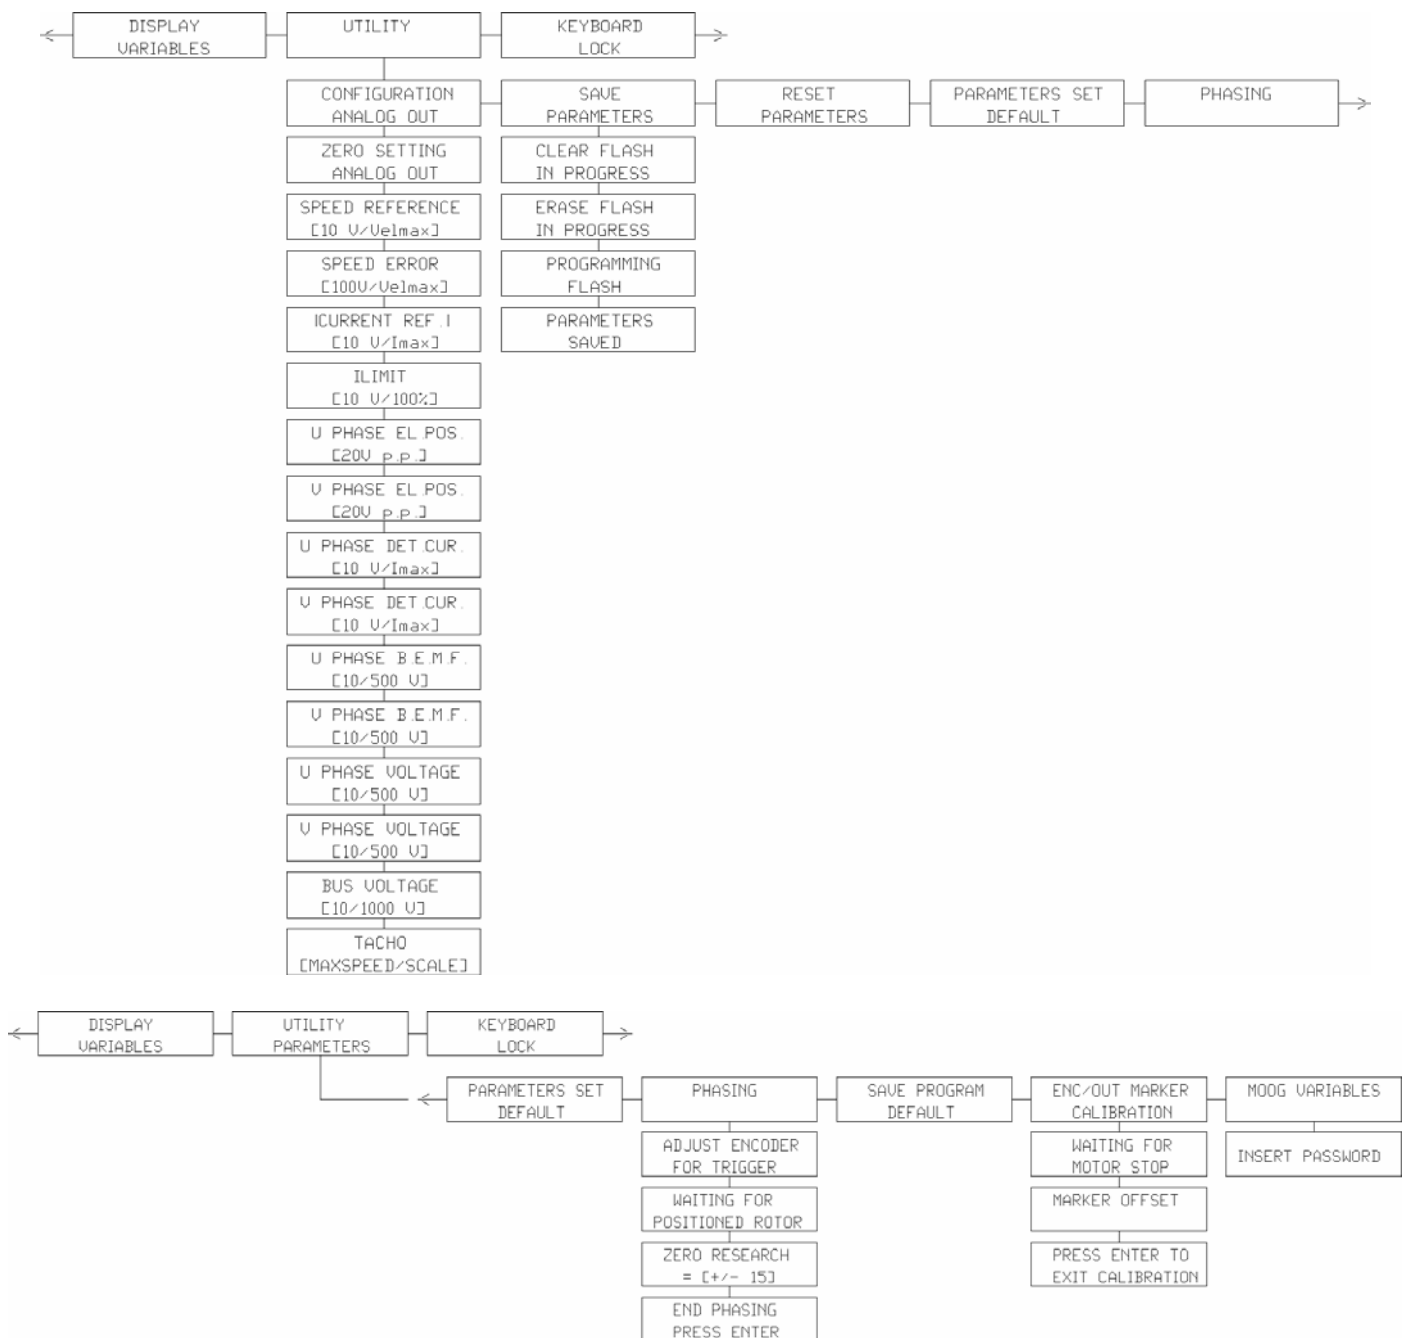 DISPLAY
VARIABLES
UTILITY
KEYBOARD
LOCK
CONFIGURATION
ANALOG OUT
SAVE
PARAMETERS
RESET
PARAMETERS
PARAMETERS SET
DEFAULT
PHASING
ZERO SETTING
ANALOG OUT
CLEAR FLASH
IN PROGRESS
SPEED REFERENCE
[10 V/Velmax]
ERASE FLASH
IN PROGRESS
SPEED ERROR
[100V/Velmax]
PROGRAMMING
FLASH
|CURRENT REF.|
[10 V/Imax]
PARAMETERS
SAVED
ILIMIT
[10 V/100%]
U PHASE EL.POS.
[20V p.p.]
V PHASE EL.POS.
[20V p.p.]
U PHASE DET.CUR.
[10 V/Imax]
V PHASE DET.CUR.
[10 V/Imax]
U PHASE B.E.M.F.
[10/500 V]
V PHASE B.E.M.F.
[10/500 V]
U PHASE VOLTAGE
[10/500 V]
V PHASE VOLTAGE
[10/500 V]
BUS VOLTAGE
[10/1000 V]
TACHO
[MAXSPEED/SCALE]
DISPLAY
VARIABLES
UTILITY
PARAMETERS
KEYBOARD
LOCK
PARAMETERS SET
DEFAULT
PHASING
SAVE PROGRAM
DEFAULT
ENC/OUT MARKER
CALIBRATION
MOOG VARIABLES
ADJUST ENCODER
FOR TRIGGER
WAITING FOR
MOTOR STOP
INSERT PASSWORD
WAITING FOR
POSITIONED ROTOR
MARKER OFFSET
ZERO RESEARCH
= [+/- 15]
PRESS ENTER TO
EXIT CALIBRATION
END PHASING
PRESS ENTER